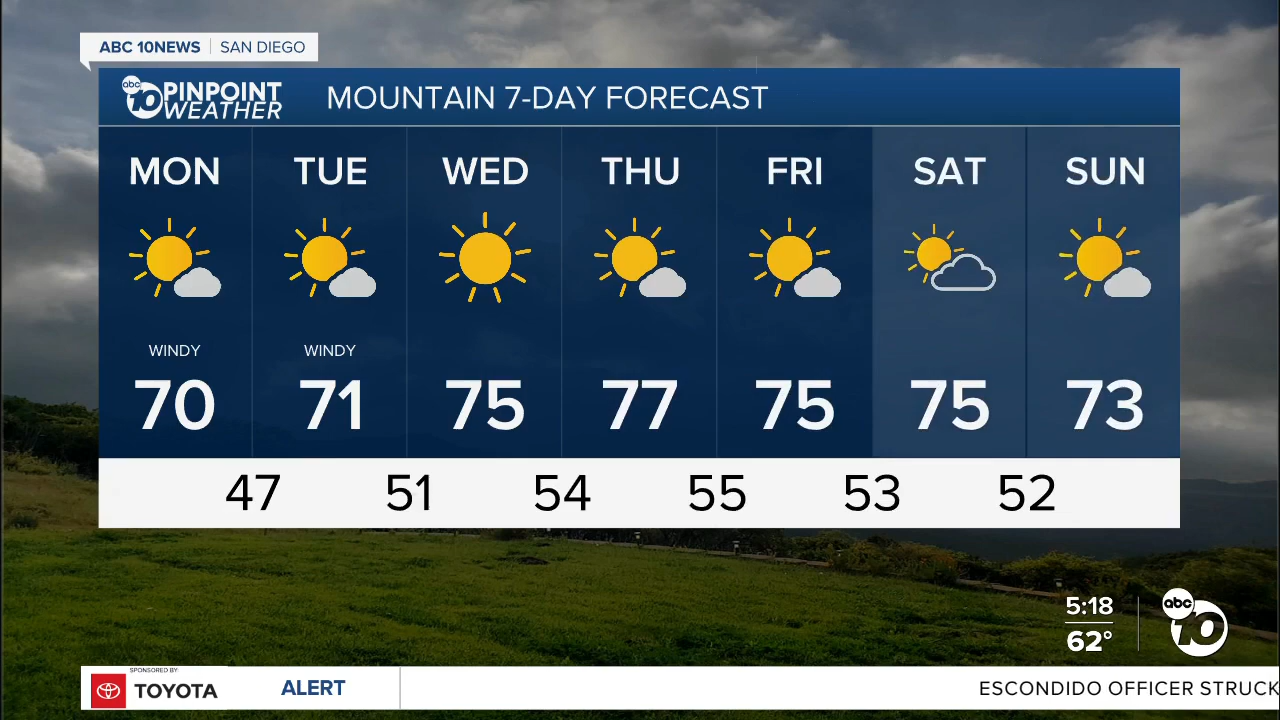 ABC 10NEWS | SAN DIEGO
abc 10 PINPOINT WEATHER
MOUNTAIN 7-DAY FORECAST
MON TUE WED THU FRI SAT SUN
WINDY WINDY
70 71 75 77 75 75 73
47 51 54 55 53 52
5:18
62°
abc 10
SPONSORED BY:
TOYOTA
ALERT
ESCONDIDO OFFICER STRUCK